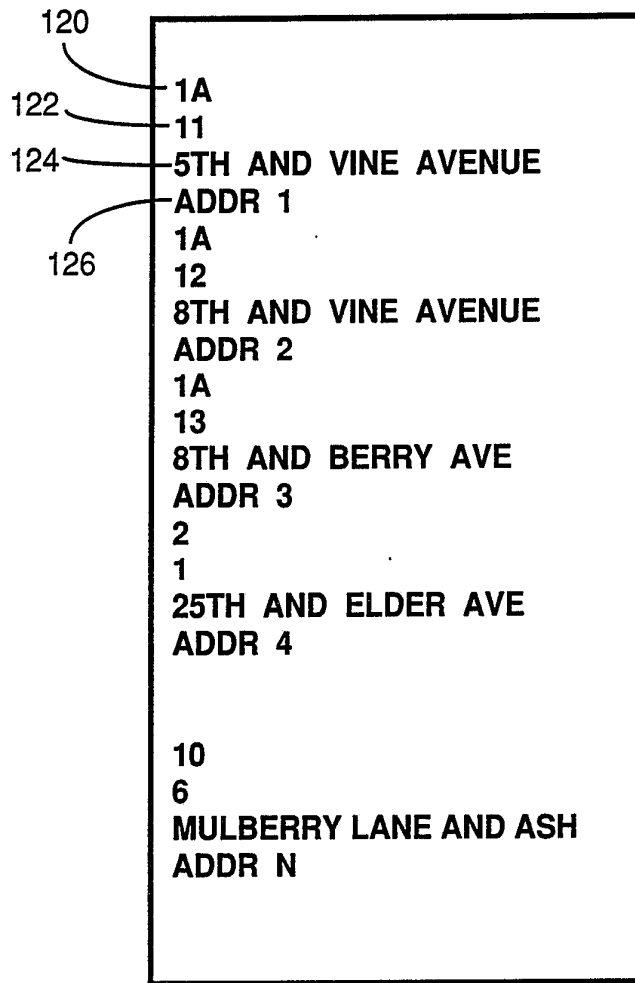 120
1A
122
11
124
5TH AND VINE AVENUE
ADDR 1
126
1A
12
8TH AND VINE AVENUE
ADDR 2
1A
13
8TH AND BERRY AVE
ADDR 3
2
1
25TH AND ELDER AVE
ADDR 4
10
6
MULBERRY LANE AND ASH
ADDR N